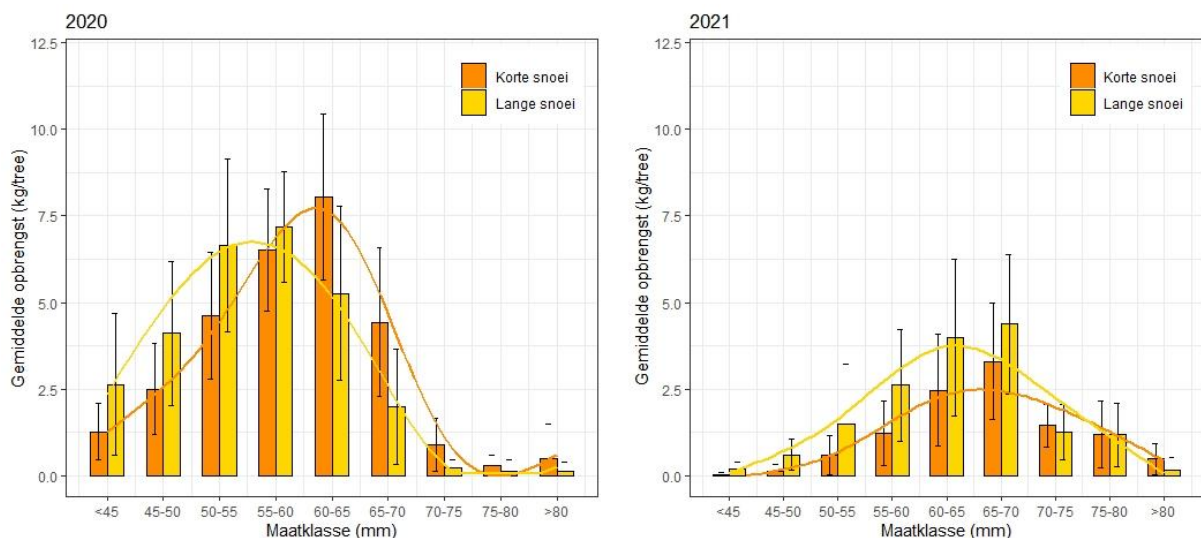 2020
Gemiddelde opbrengst (kg/tree)
12.5
10.0
7.5
5.0
2.5
0.0
Korte snoei
Lange snoei
<45 45-50 50-55 55-60 60-65 65-70 70-75 75-80 >80
Maatklasse (mm)
2021
Gemiddelde opbrengst (kg/tree)
12.5
10.0
7.5
5.0
2.5
0.0
Korte snoei
Lange snoei
<45 45-50 50-55 55-60 60-65 65-70 70-75 75-80 >80
Maatklasse (mm)